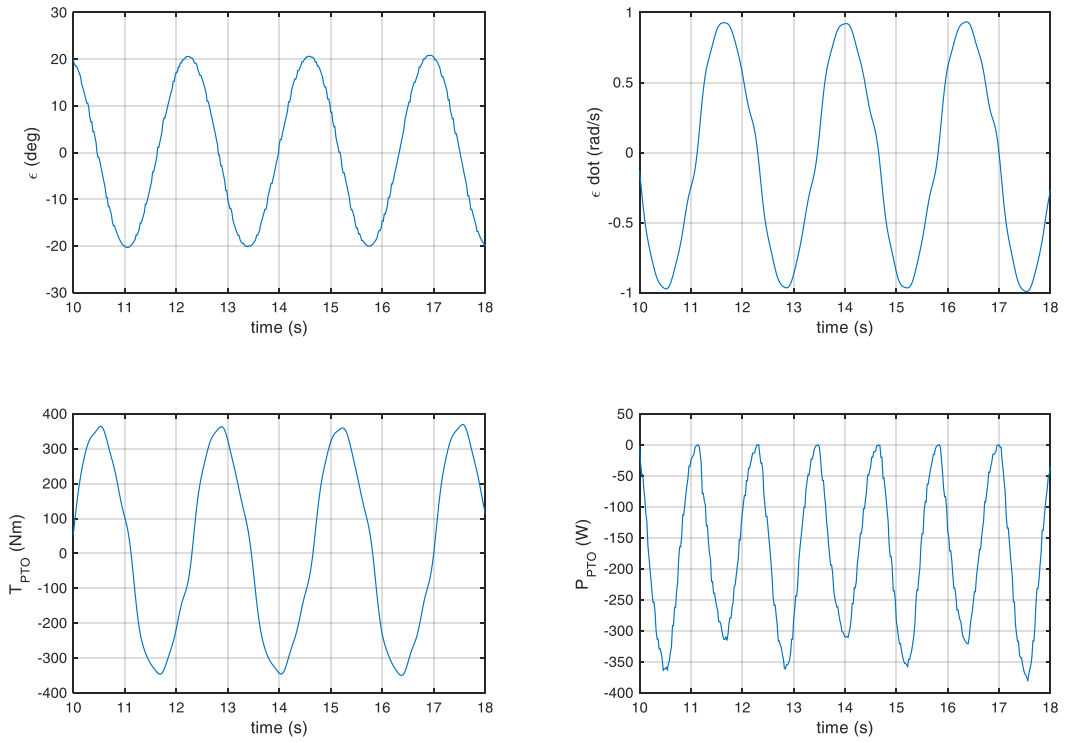 30
20
10
0
-10
-20
-30
ϵ (deg)
10 11 12 13 14 15 16 17 18
time (s)
1
0.5
0
-0.5
-1
ϵ dot (rad/s)
10 11 12 13 14 15 16 17 18
time (s)
400
300
200
100
0
-100
-200
-300
-400
T_PTO (Nm)
10 11 12 13 14 15 16 17 18
time (s)
50
0
-50
-100
-150
-200
-250
-300
-350
-400
P_PTO (W)
10 11 12 13 14 15 16 17 18
time (s)